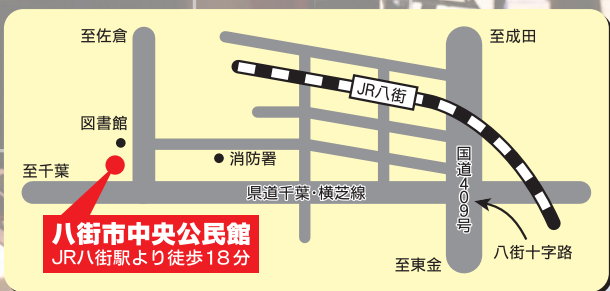 至佐倉
至成田
JR八街
図書館
消防署
至千葉
国道409号
県道千葉・横芝線
八街市中央公民館
JR八街駅より徒歩18分
八街十字路
至東金